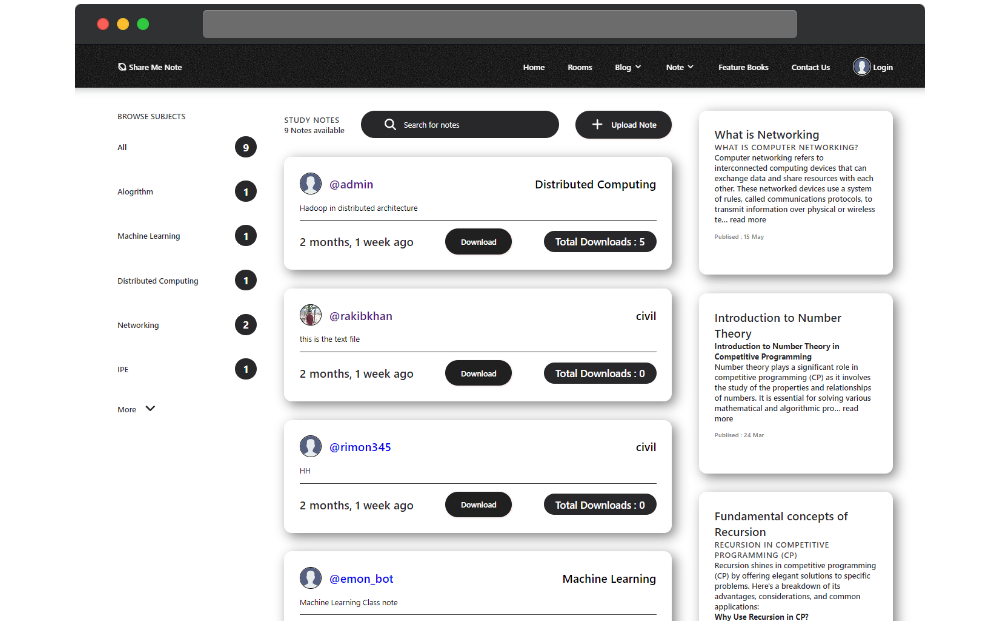 Share Me Note
Home
Rooms
Blog
Note
Feature Books
Contact Us
Login
BROWSE SUBJECTS
All
9
Alogrithm
1
Machine Learning
1
Distributed Computing
1
Networking
2
IPE
1
More
STUDY NOTES
9 Notes available
Search for notes
Upload Note
@admin
Distributed Computing
Hadoop in distributed architecture
2 months, 1 week ago
Download
Total Downloads : 5
@rakibkhan
civil
this is the text file
2 months, 1 week ago
Download
Total Downloads : 0
@rimon345
civil
HH
2 months, 1 week ago
Download
Total Downloads : 0
@emon_bot
Machine Learning
Machine Learning Class note
What is Networking
WHAT IS COMPUTER NETWORKING?
Computer networking refers to
interconnected computing devices that can
exchange data and share resources with each
other. These networked devices use a system
of rules, called communications protocols, to
transmit information over physical or wireless
te... read more
Publised : 15 May
Introduction to Number
Theory
Introduction to Number Theory in
Competitive Programming
Number theory plays a significant role in
competitive programming (CP) as it involves
the study of the properties and relationships
of numbers. It is essential for solving various
mathematical and algorithmic pro... read
more
Publised : 24 Mar
Fundamental concepts of
Recursion
RECURSION IN COMPETITIVE
PROGRAMMING (CP)
Recursion shines in competitive programming
(CP) by offering elegant solutions to specific
problems. Here's a breakdown of its
advantages, considerations, and common
applications:
Why Use Recursion in CP?